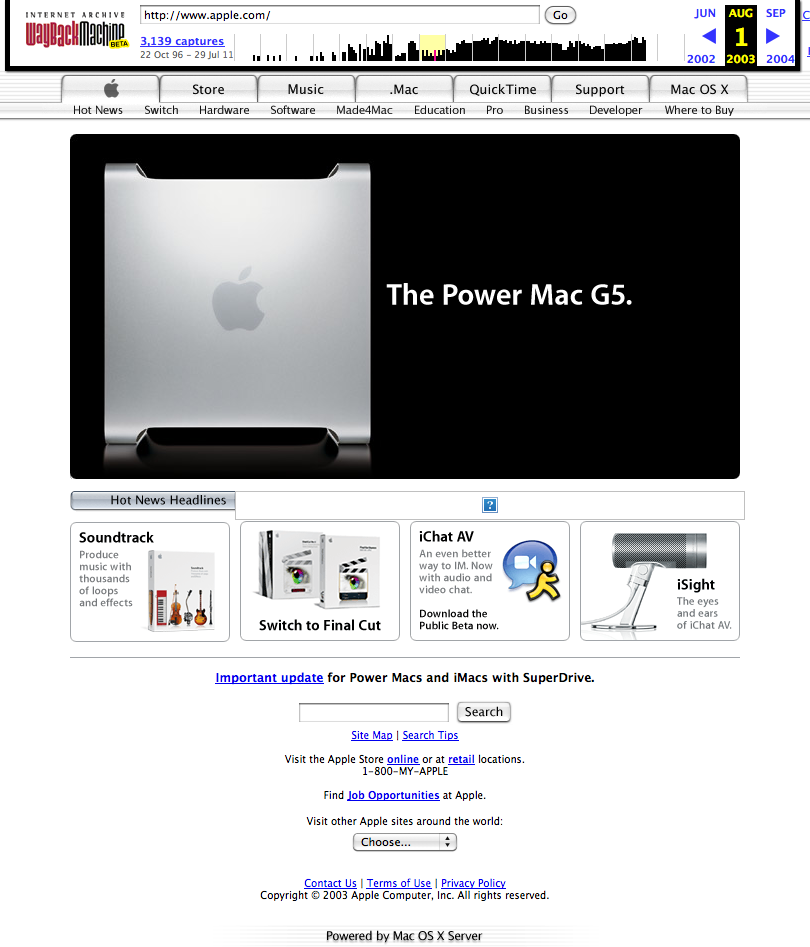 INTERNET ARCHIVE
WayBackMachine
BETA
http://www.apple.com/
Go
3,139 captures
22 Oct 96 - 29 Jul 11
JUN
AUG
SEP
1
2002
2003
2004
Store
Music
.Mac
QuickTime
Support
Mac OS X
Hot News
Switch
Hardware
Software
Made4Mac
Education
Pro
Business
Developer
Where to Buy
The Power Mac G5.
Hot News Headlines
?
Soundtrack
Produce
music with
thousands
of loops
and effects
Switch to Final Cut
iChat AV
An even better
way to IM. Now
with audio and
video chat.
Download the
Public Beta now.
iSight
The eyes
and ears
of iChat AV.
Important update for Power Macs and iMacs with SuperDrive.
Search
Site Map | Search Tips
Visit the Apple Store online or at retail locations.
1-800-MY-APPLE
Find Job Opportunities at Apple.
Visit other Apple sites around the world:
Choose...
Contact Us | Terms of Use | Privacy Policy
Copyright © 2003 Apple Computer, Inc. All rights reserved.
Powered by Mac OS X Server